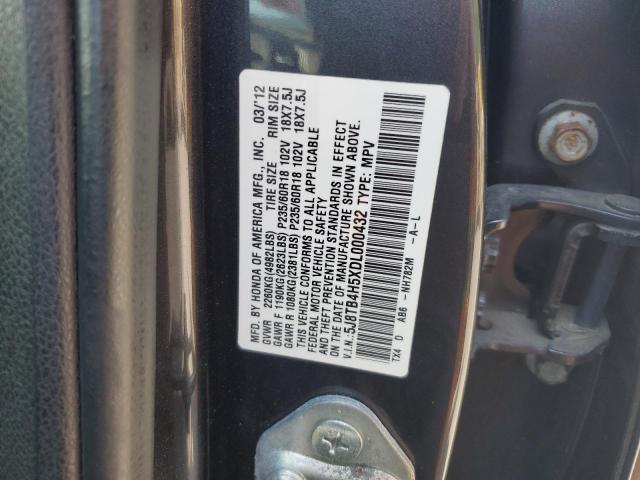 MFD. BY HONDA OF AMERICA MFG., INC. 03/'12
GVWR 2260KG(4982LBS) TIRE SIZE RIM SIZE
GAWR F 1190KG(2623LBS) P235/60R18 102V 18X7.5J
GAWR R 1080KG(2381LBS) P235/60R18 102V 18X7.5J
THIS VEHICLE CONFORMS TO ALL APPLICABLE
FEDERAL MOTOR VEHICLE SAFETY
AND THEFT PREVENTION STANDARDS IN EFFECT
ON THE DATE OF MANUFACTURE SHOWN ABOVE.
V.I.N.: 5J8TB4H5XDL000432 TYPE: MPV
TX4 D AB6 - NH782M -A-L